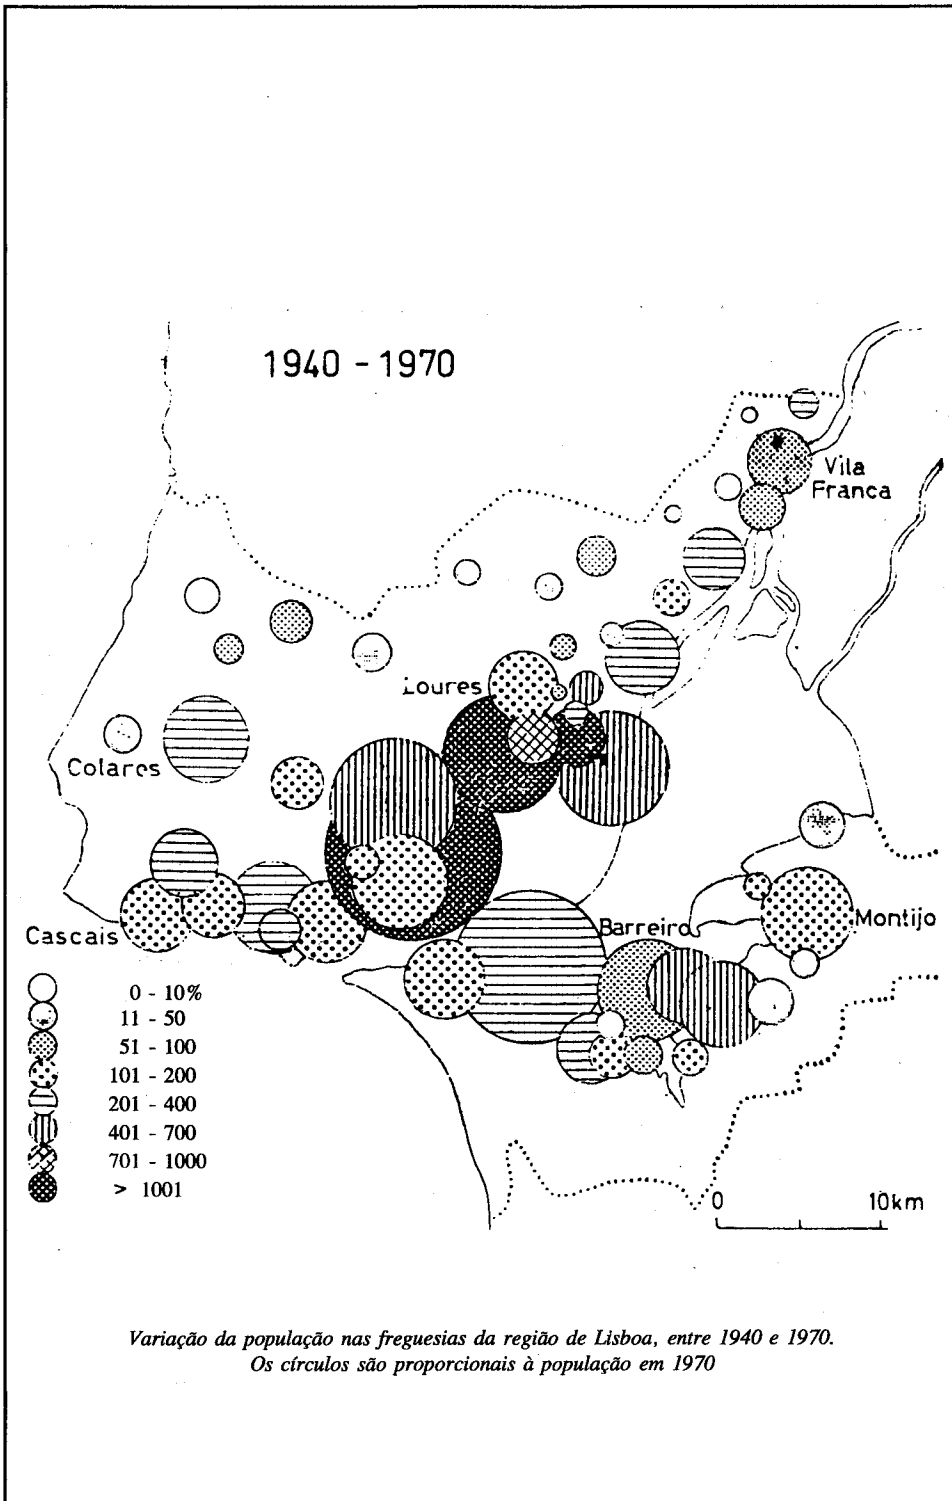 1940 - 1970
Vila
Franca
Loures
Colares
Cascais
Barreiro
Montijo
0 - 10%
11 - 50
51 - 100
101 - 200
201 - 400
401 - 700
701 - 1000
> 1001
0 10km
Variação da população nas freguesias da região de Lisboa, entre 1940 e 1970.
Os círculos são proporcionais à população em 1970